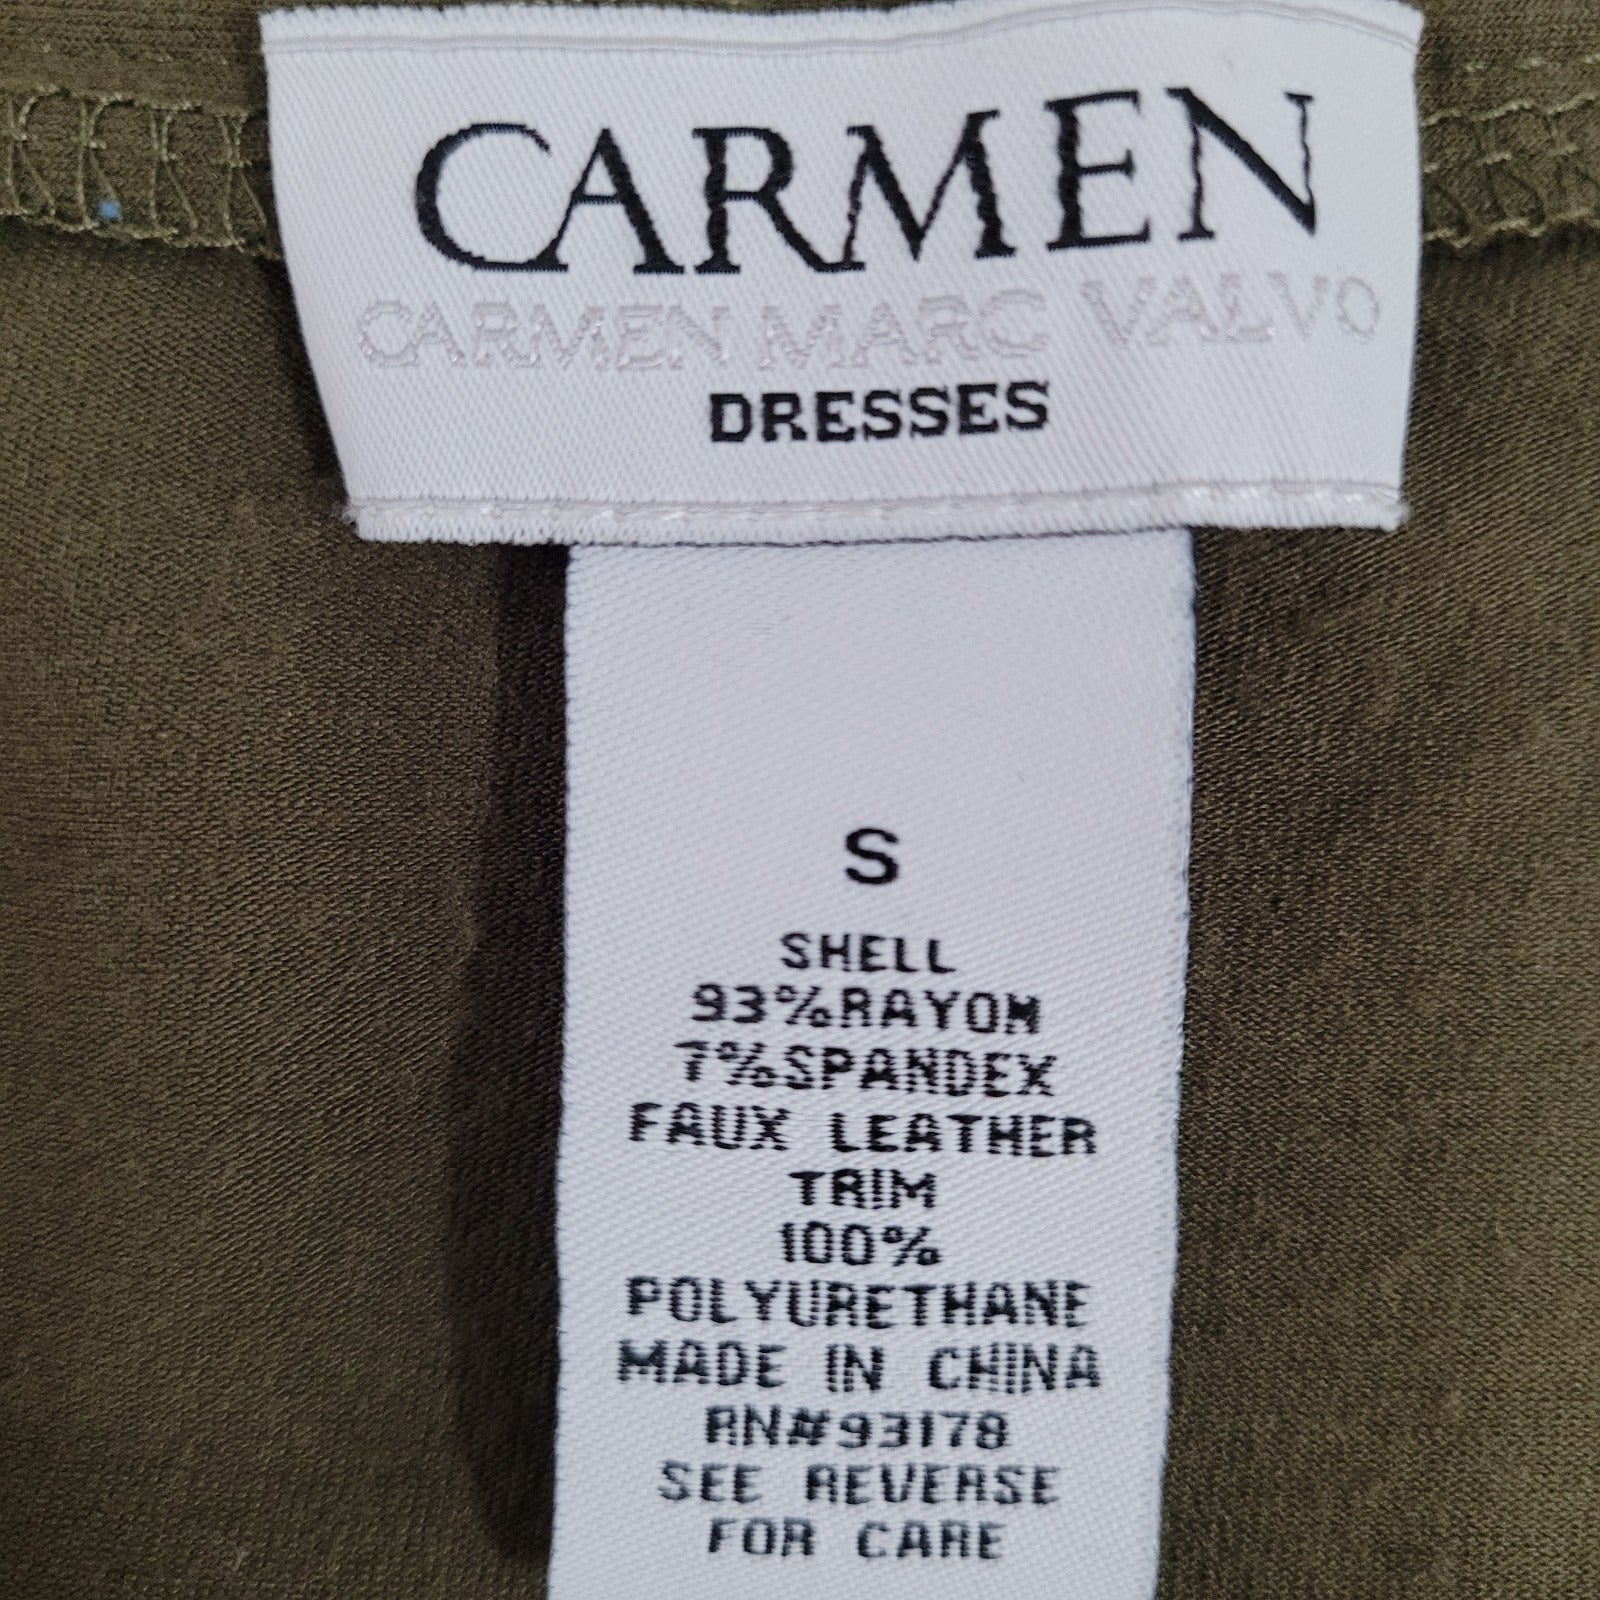 CARMEN
CARMEN MARC VALVO
DRESSES
S
SHELL
93%RAYON
7%SPANDEX
FAUX LEATHER
TRIM
100%
POLYURETHANE
MADE IN CHINA
RN#93178
SEE REVERSE
FOR CARE